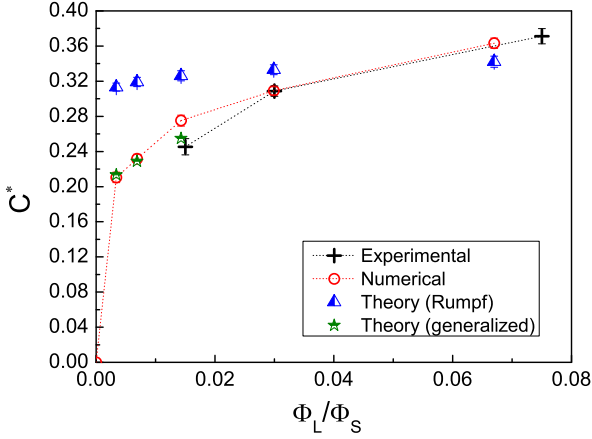 0.40
0.36
0.32
0.28
0.24
0.20
0.16
0.12
0.08
0.04
0.00
C*
Experimental
Numerical
Theory (Rumpf)
Theory (generalized)
0.00 0.02 0.04 0.06 0.08
Φ_L/Φ_S